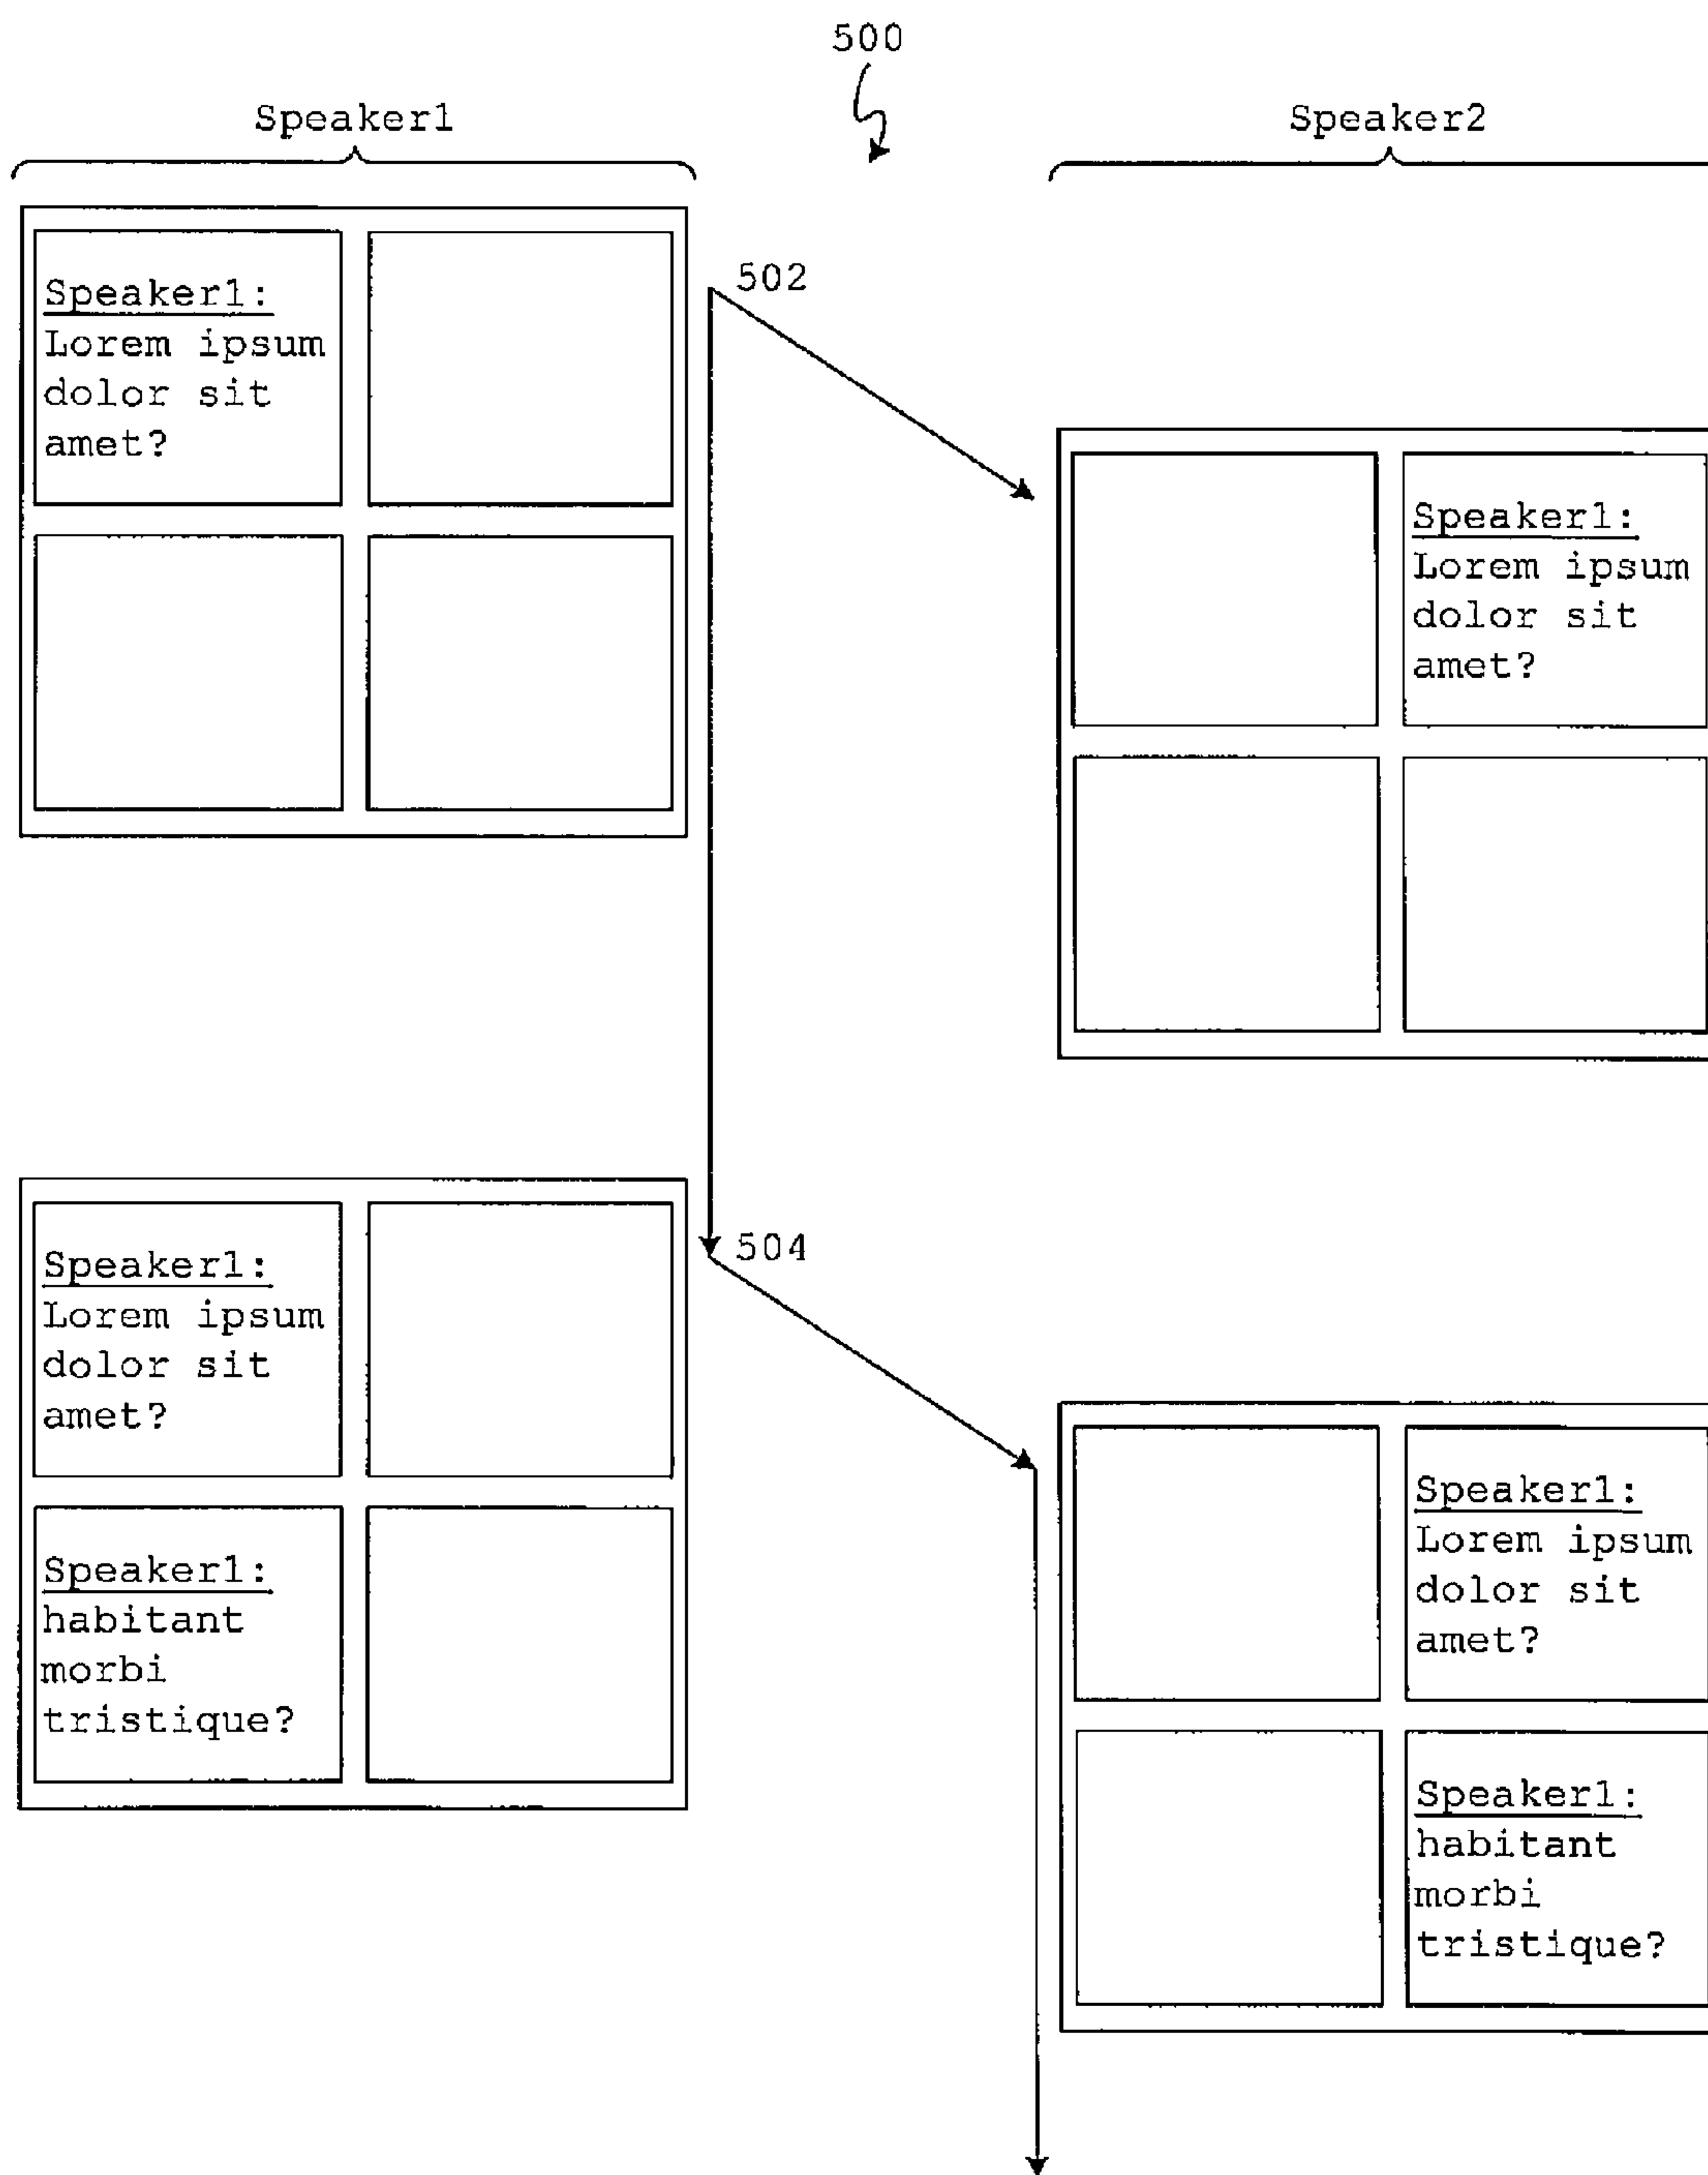 500
Speaker1
Speaker2
Speaker1:
Lorem ipsum
dolor sit
amet?
502
Speaker1:
Lorem ipsum
dolor sit
amet?
Speaker1:
Lorem ipsum
dolor sit
amet?
504
Speaker1:
habitant
morbi
tristique?
Speaker1:
Lorem ipsum
dolor sit
amet?
Speaker1:
habitant
morbi
tristique?